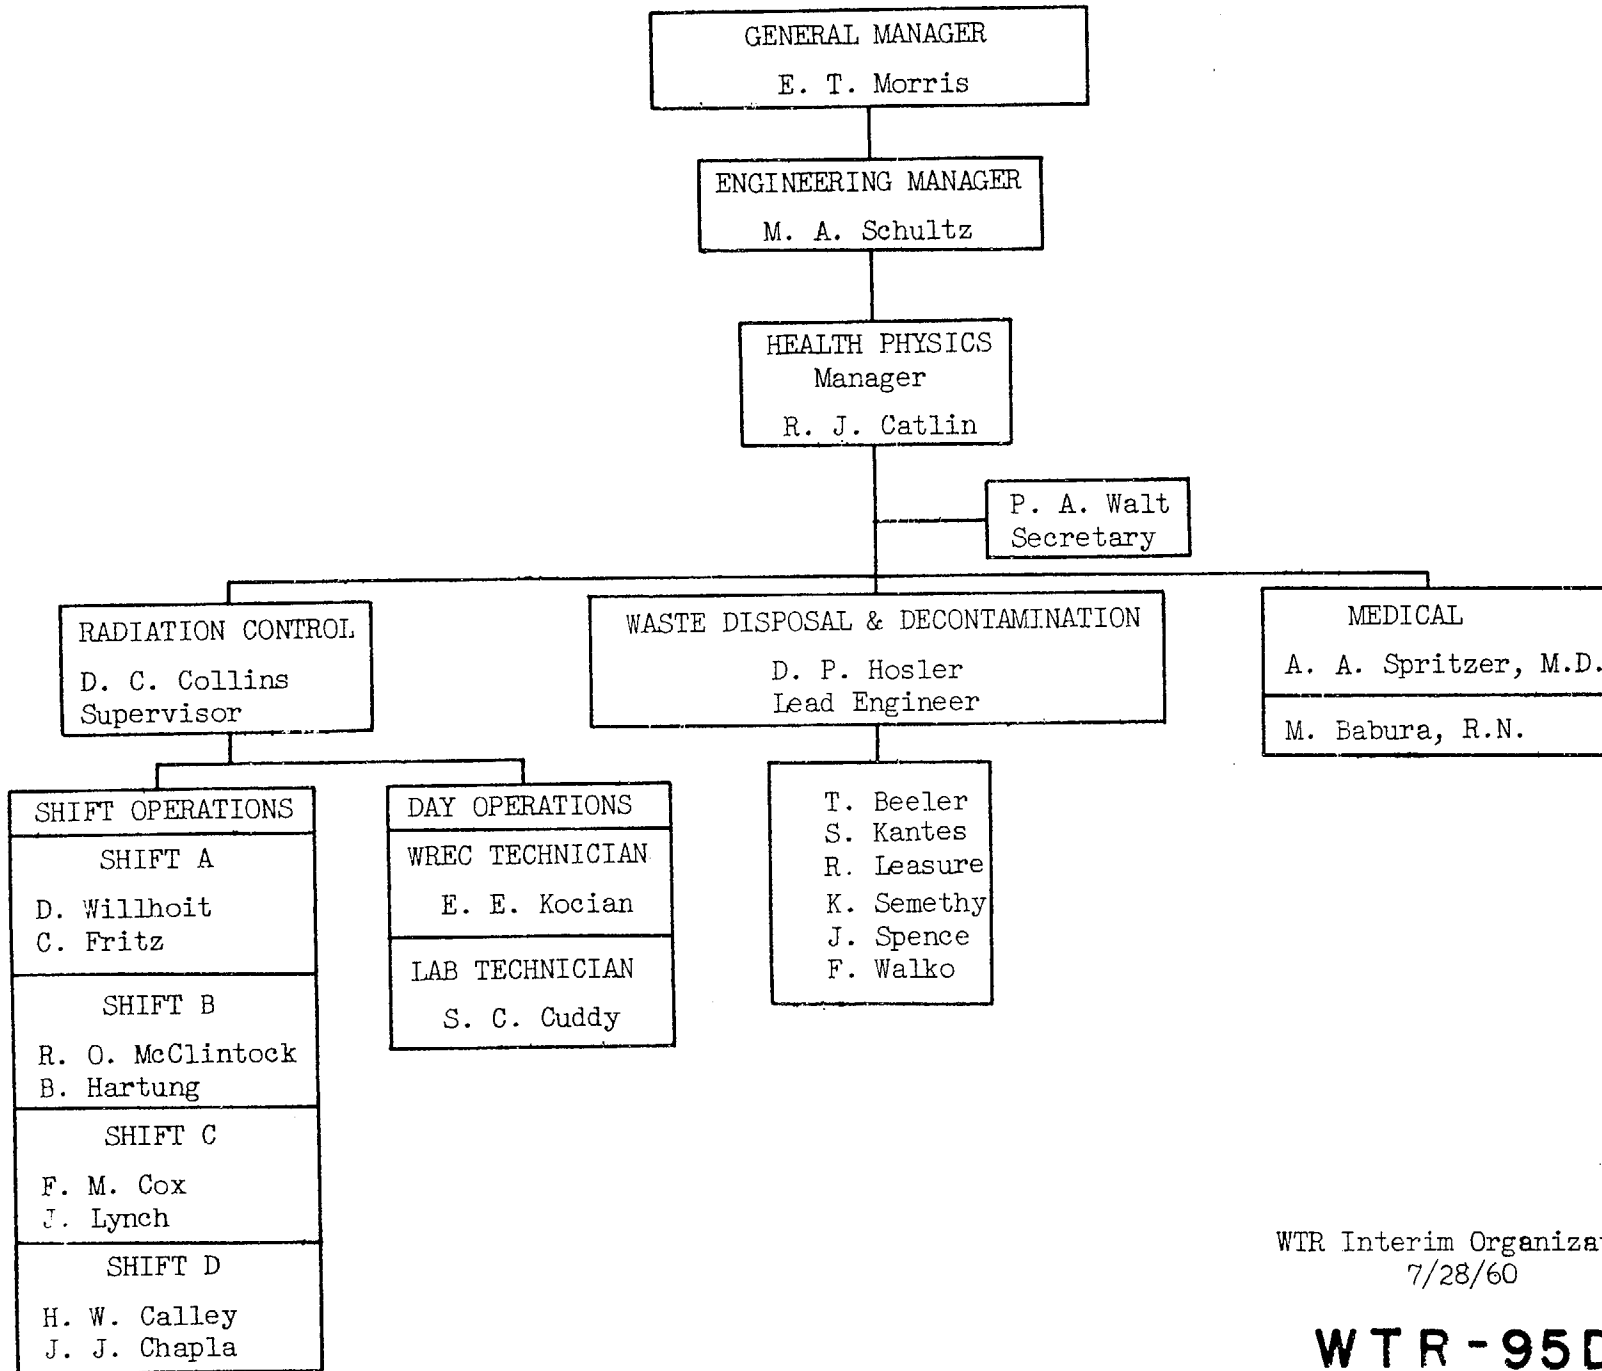 GENERAL MANAGER
E. T. Morris
ENGINEERING MANAGER
M. A. Schultz
HEALTH PHYSICS
Manager
R. J. Catlin
P. A. Walt
Secretary
RADIATION CONTROL
D. C. Collins
Supervisor
WASTE DISPOSAL & DECONTAMINATION
D. P. Hosler
Lead Engineer
MEDICAL
A. A. Spritzer, M.D.
M. Babura, R.N.
SHIFT OPERATIONS
SHIFT A
D. Willhoit
C. Fritz
SHIFT B
R. O. McClintock
B. Hartung
SHIFT C
F. M. Cox
J. Lynch
SHIFT D
H. W. Calley
J. J. Chapla
DAY OPERATIONS
WREC TECHNICIAN
E. E. Kocian
LAB TECHNICIAN
S. C. Cuddy
T. Beeler
S. Kantes
R. Leasure
K. Semethy
J. Spence
F. Walko
WTR Interim
7/28/60
WTR-95D